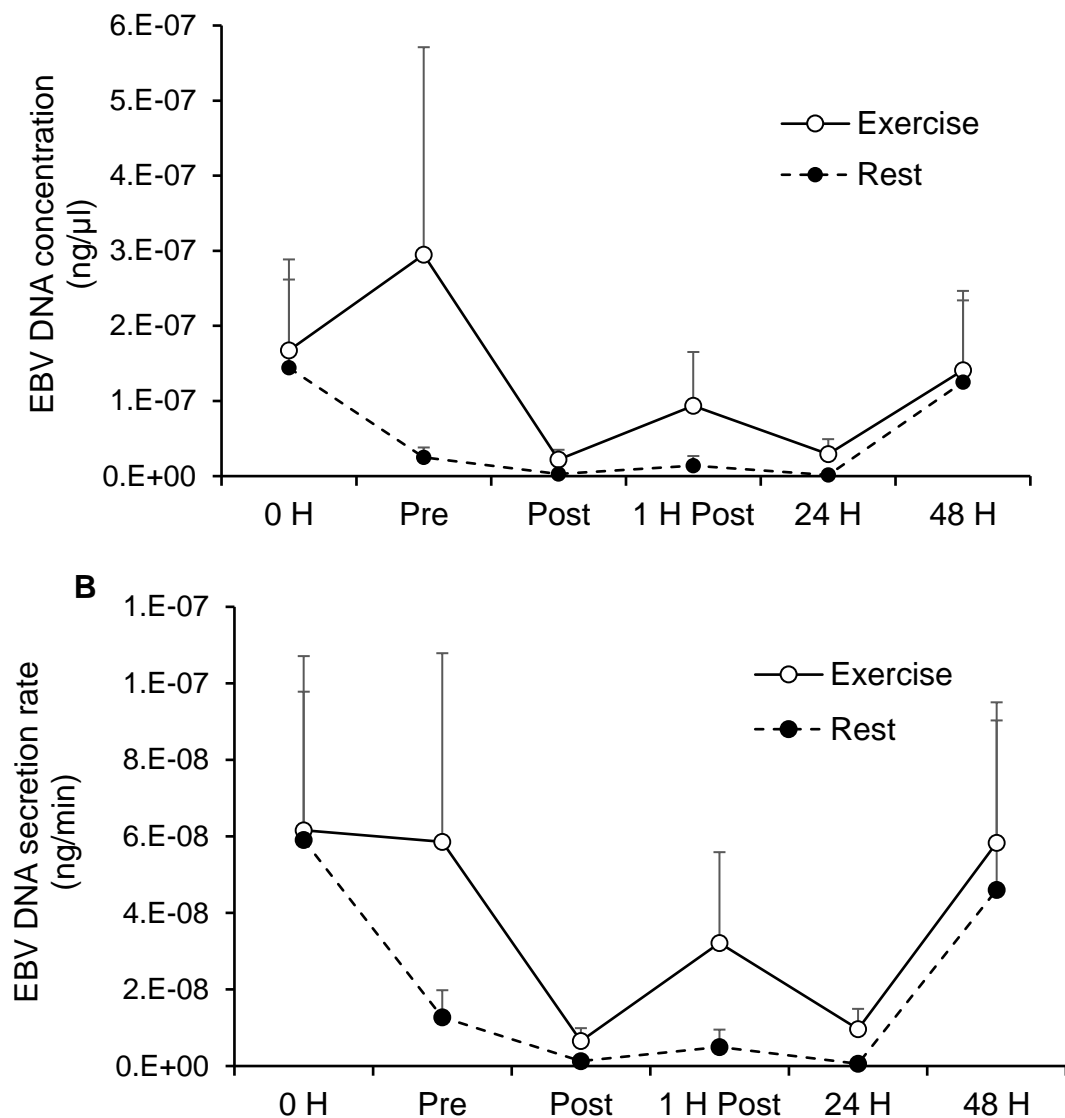 6.E-07
5.E-07
4.E-07
3.E-07
2.E-07
1.E-07
0.E+00
EBV DNA concentration
(ng/µl)
Exercise
Rest
0 H Pre Post 1 H Post 24 H 48 H
B
1.E-07
1.E-07
8.E-08
6.E-08
4.E-08
2.E-08
0.E+00
EBV DNA secretion rate
(ng/min)
Exercise
Rest
0 H Pre Post 1 H Post 24 H 48 H